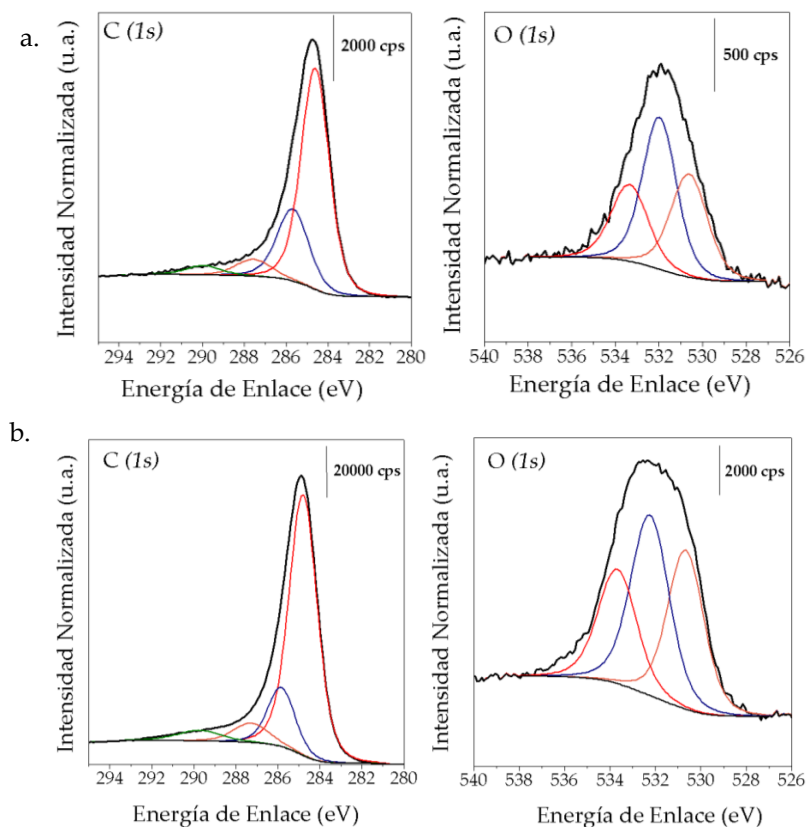 a.
C (1s)
2000 cps
Intensidad Normalizada (u.a.)
294 292 290 288 286 284 282 280
Energía de Enlace (eV)
O (1s)
500 cps
Intensidad Normalizada (u.a.)
540 538 536 534 532 530 528 526
Energía de Enlace (eV)
b.
C (1s)
20000 cps
Intensidad Normalizada (u.a.)
294 292 290 288 286 284 282 280
Energía de Enlace (eV)
O (1s)
2000 cps
Intensidad Normalizada (u.a.)
540 538 536 534 532 530 528 526
Energía de Enlace (eV)